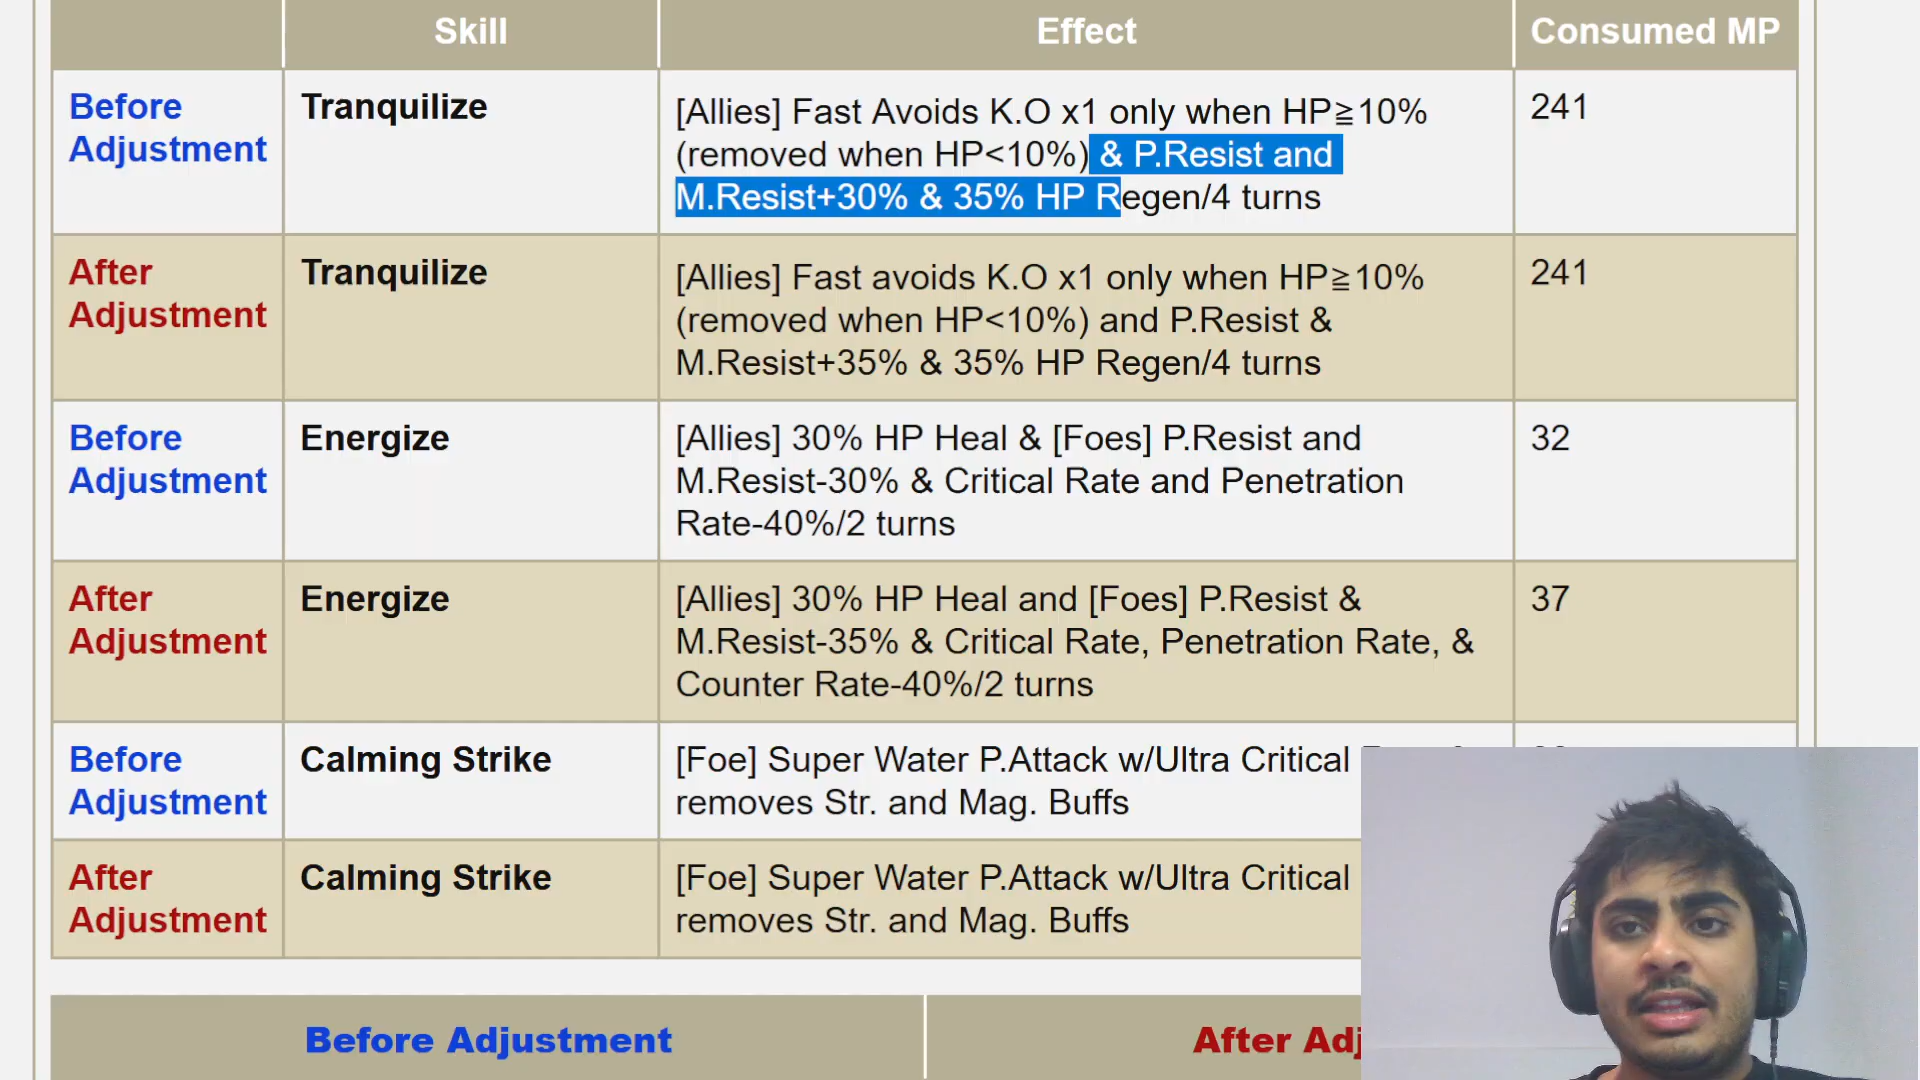 Skill
Effect
Consumed MP
Before
Adjustment
Tranquilize
[Allies] Fast Avoids K.O x1 only when HP≧10%
(removed when HP<10%) & P.Resist and
M.Resist+30% & 35% HP Regen/4 turns
241
After
Adjustment
Tranquilize
[Allies] Fast avoids K.O x1 only when HP≧10%
(removed when HP<10%) and P.Resist &
M.Resist+35% & 35% HP Regen/4 turns
241
Before
Adjustment
Energize
[Allies] 30% HP Heal & [Foes] P.Resist and
M.Resist-30% & Critical Rate and Penetration
Rate-40%/2 turns
32
After
Adjustment
Energize
[Allies] 30% HP Heal and [Foes] P.Resist &
M.Resist-35% & Critical Rate, Penetration Rate, &
Counter Rate-40%/2 turns
37
Before
Adjustment
Calming Strike
[Foe] Super Water P.Attack w/Ultra Critical
removes Str. and Mag. Buffs
After
Adjustment
Calming Strike
[Foe] Super Water P.Attack w/Ultra Critical
removes Str. and Mag. Buffs
Before Adjustment
After